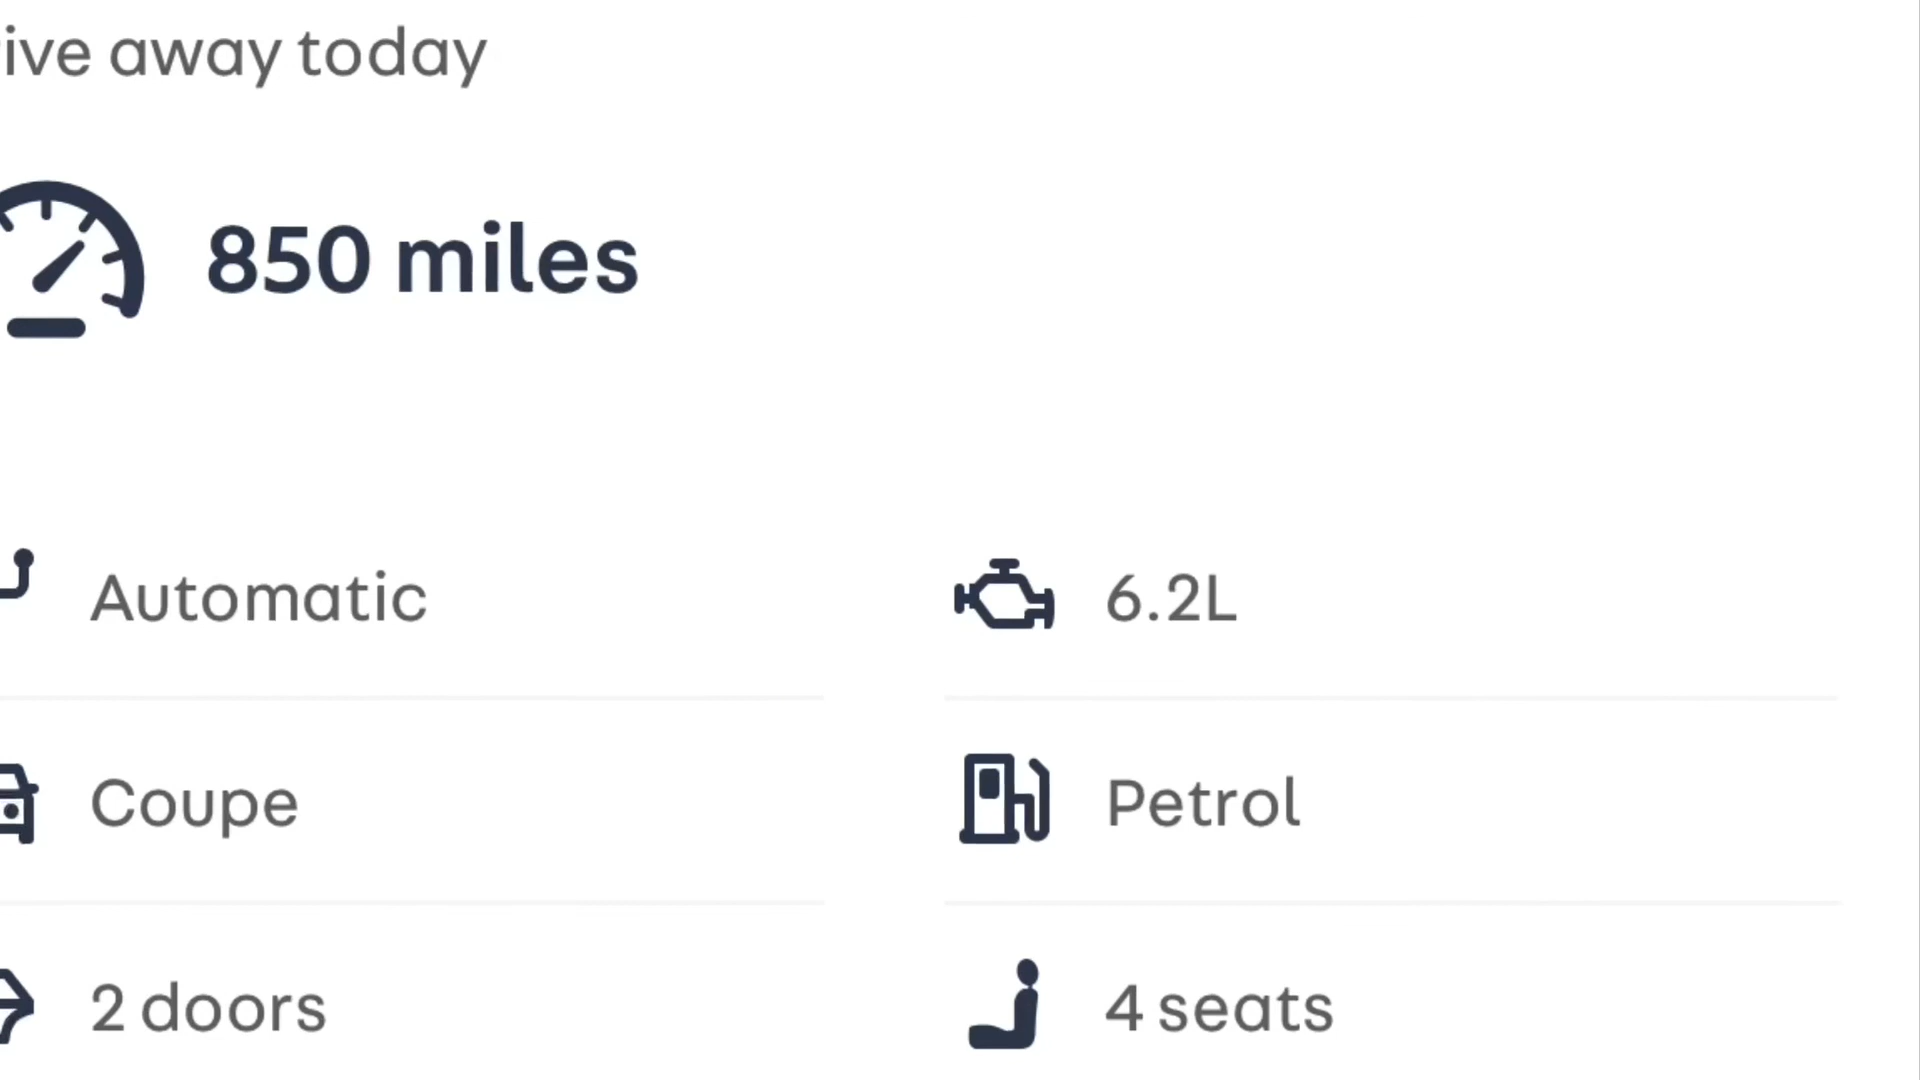 ive away today
850 miles
Automatic
6.2L
Coupe
Petrol
2 doors
4 seats